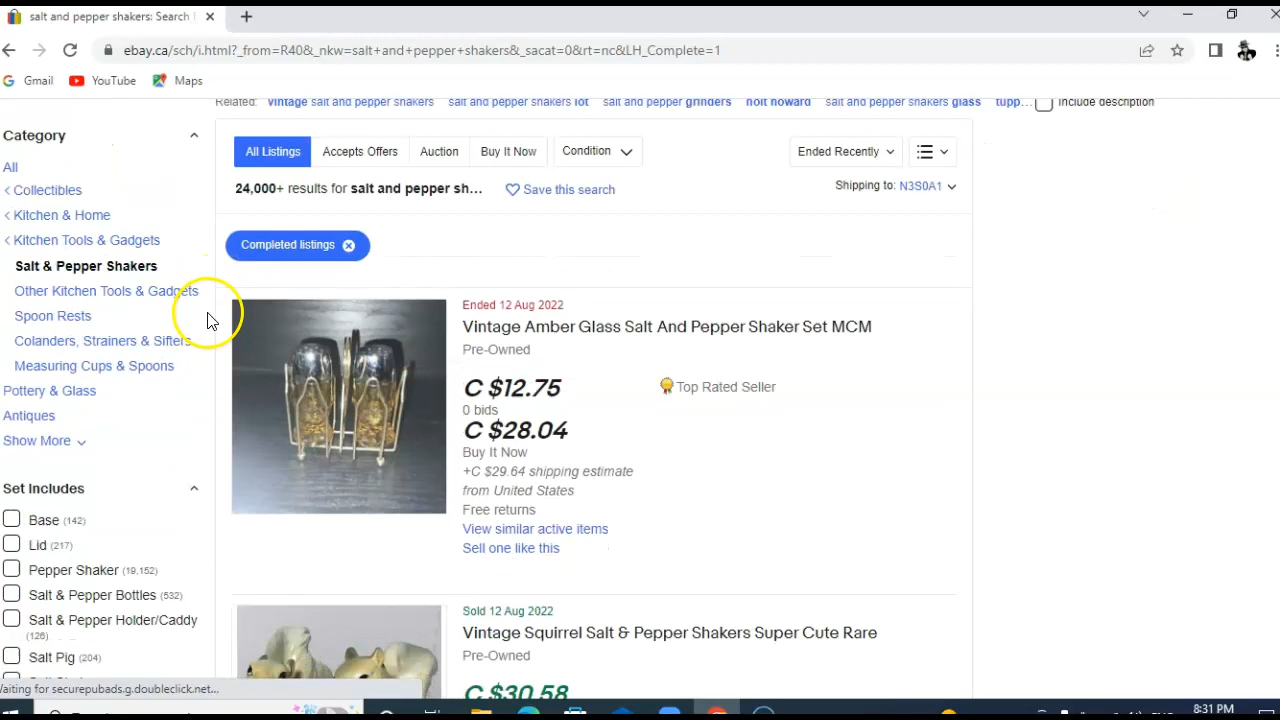 salt and pepper shakers: Search
ebay.ca/sch/i.html?_from=R40&_nkw=salt+and+pepper+shakers&_sacat=0&rt=nc&LH_Complete=1
Gmail YouTube Maps
Related: vintage salt and pepper shakers salt and pepper shakers lot salt and pepper grinders holt howard salt and pepper shakers glass tupp... Include description
Category
All
Collectibles
Kitchen & Home
Kitchen Tools & Gadgets
Salt & Pepper Shakers
Other Kitchen Tools & Gadgets
Spoon Rests
Colanders, Strainers & Sifters
Measuring Cups & Spoons
Pottery & Glass
Antiques
Show More
Set Includes
Base (142)
Lid (217)
Pepper Shaker (19,152)
Salt & Pepper Bottles (532)
Salt & Pepper Holder/Caddy
(126)
Salt Pig (204)
All Listings Accepts Offers Auction Buy It Now Condition Ended Recently
24,000+ results for salt and pepper sh... Save this search Shipping to: N3S0A1
Completed listings
Ended 12 Aug 2022
Vintage Amber Glass Salt And Pepper Shaker Set MCM
Pre-Owned
C $12.75 Top Rated Seller
0 bids
C $28.04
Buy It Now
+C $29.64 shipping estimate
from United States
Free returns
View similar active items
Sell one like this
Sold 12 Aug 2022
Vintage Squirrel Salt & Pepper Shakers Super Cute Rare
Pre-Owned
C $30.58
Waiting for securepubads.g.doubleclick.net...
8:31 PM